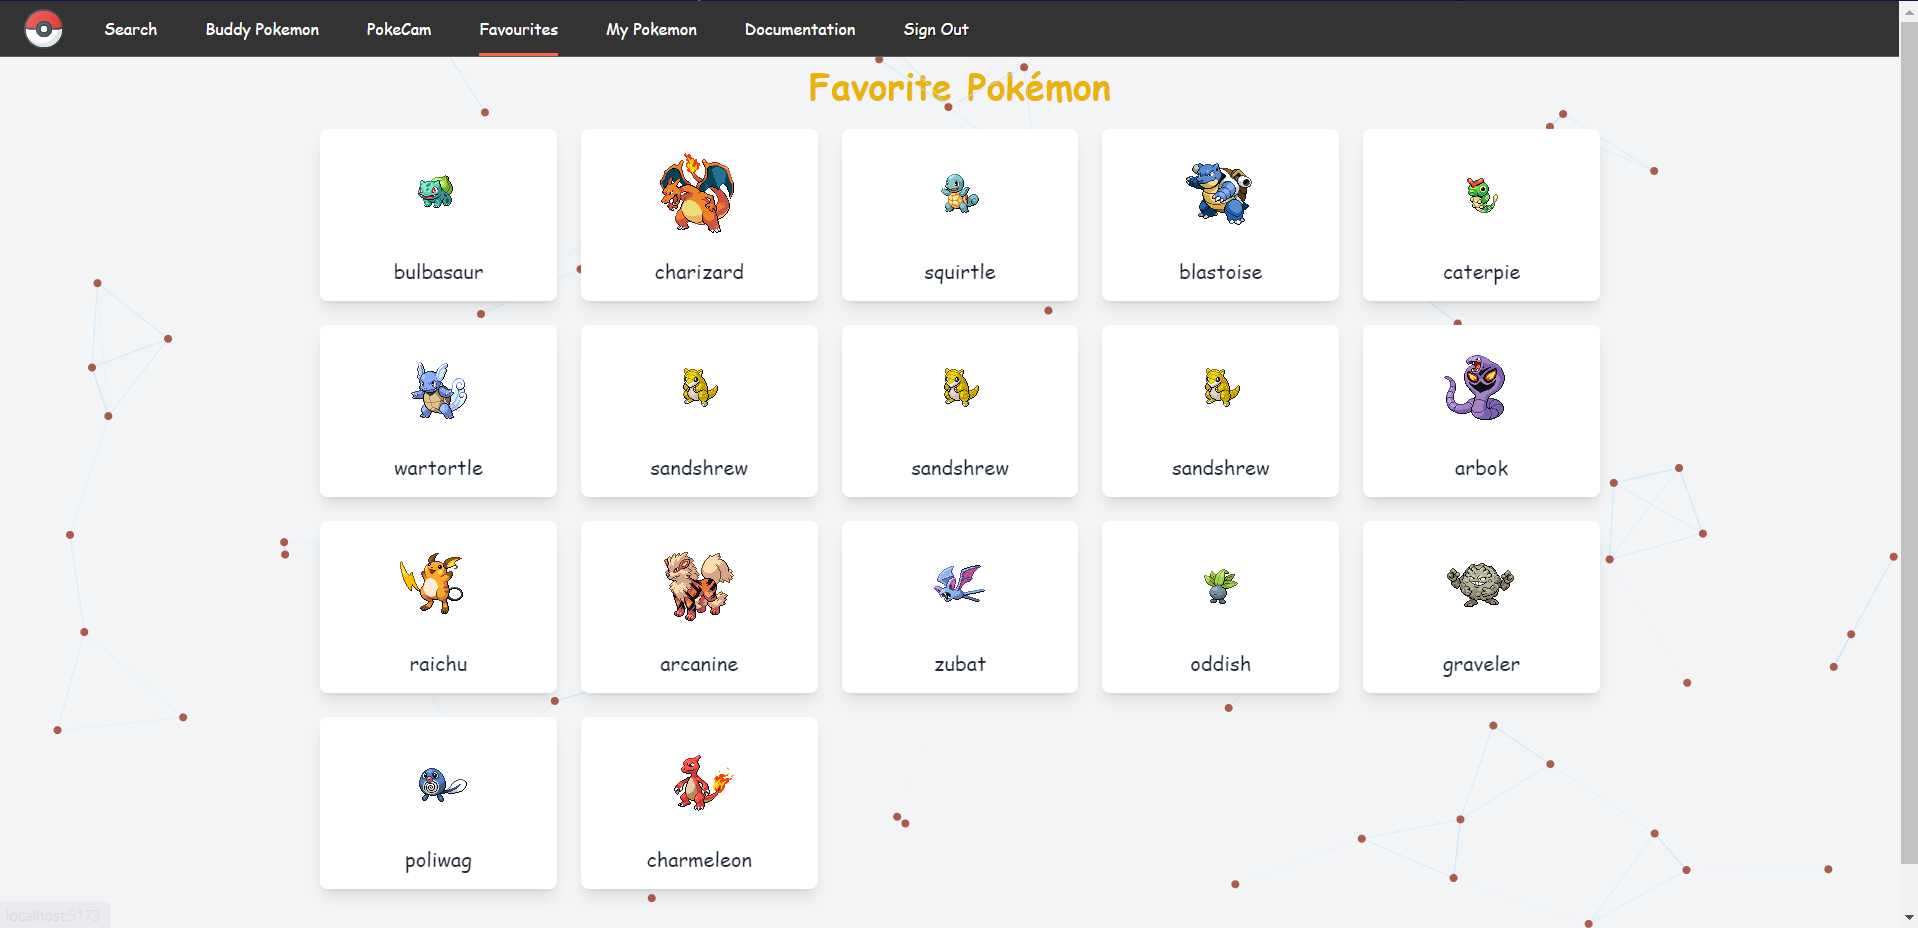 Search Buddy Pokemon PokeCam Favourites My Pokemon Documentation Sign Out
Favorite Pokémon
bulbasaur charizard squirtle blastoise caterpie
wartortle sandshrew sandshrew sandshrew arbok
raichu arcanine zubat oddish graveler
poliwag charmeleon
localhost:5173